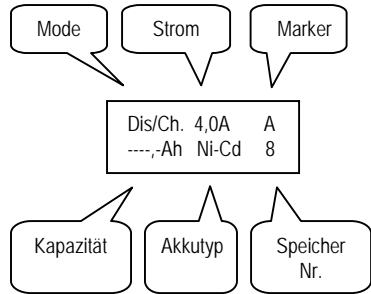 Mode Strom Marker
Dis/Ch. 4,0A A
----,-Ah Ni-Cd 8
Kapazität Akkutyp Speicher
Nr.